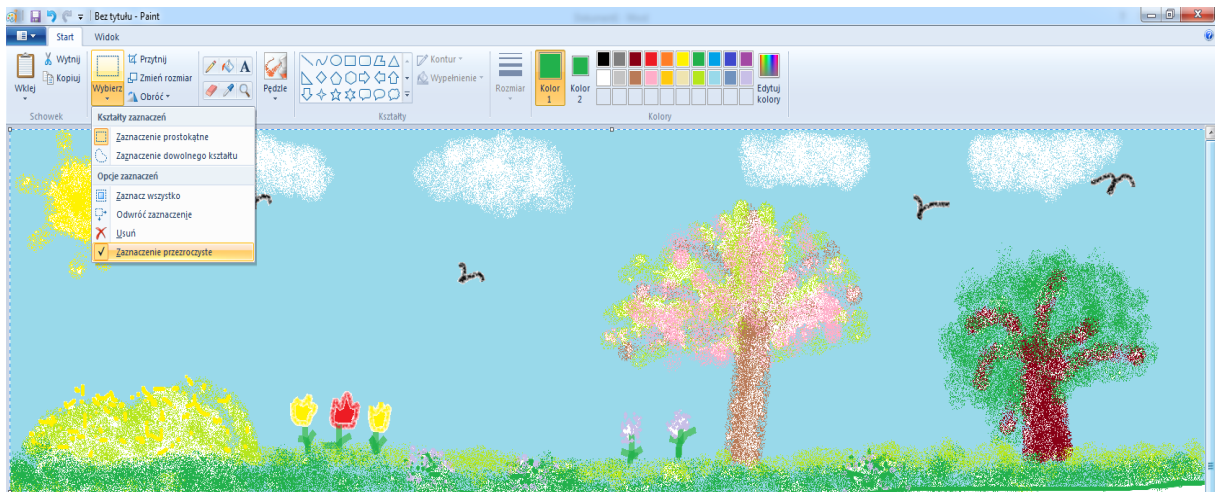 Bez tytułu - Paint
Start Widok
Wklej
Wytnij
Kopiuj
Schowek
Wybierz
Przytnij
Zmień rozmiar
Obróć
Pędzle
Kontur
Wypełnienie
Kształty
Rozmiar
Kolor 1
Kolor 2
Edytuj kolory
Kolory
Kształty zaznaczeń
Zaznaczenie prostokątne
Zaznaczenie dowolnego kształtu
Opcje zaznaczeń
Zaznacz wszystko
Odwróć zaznaczenie
Usuń
Zaznaczenie przezroczyste